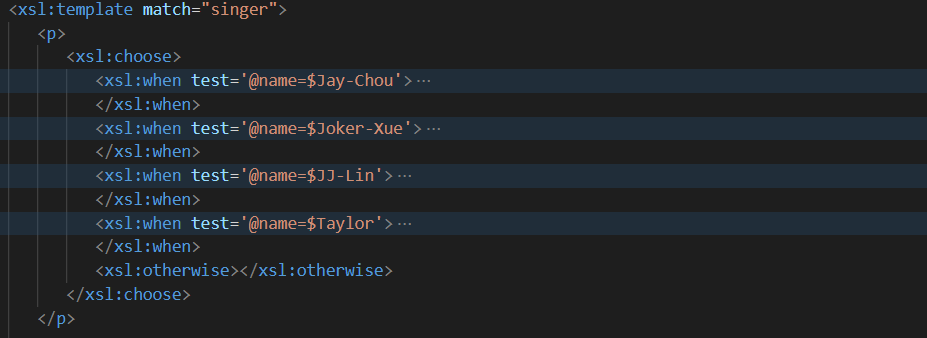 <xsl:template match="singer">
<p>
<xsl:choose>
<xsl:when test='@name=$Jay-Chou'>⋯
</xsl:when>
<xsl:when test='@name=$Joker-Xue'>⋯
</xsl:when>
<xsl:when test='@name=$JJ-Lin'>⋯
</xsl:when>
<xsl:when test='@name=$Taylor'>⋯
</xsl:when>
<xsl:otherwise></xsl:otherwise>
</xsl:choose>
</p>